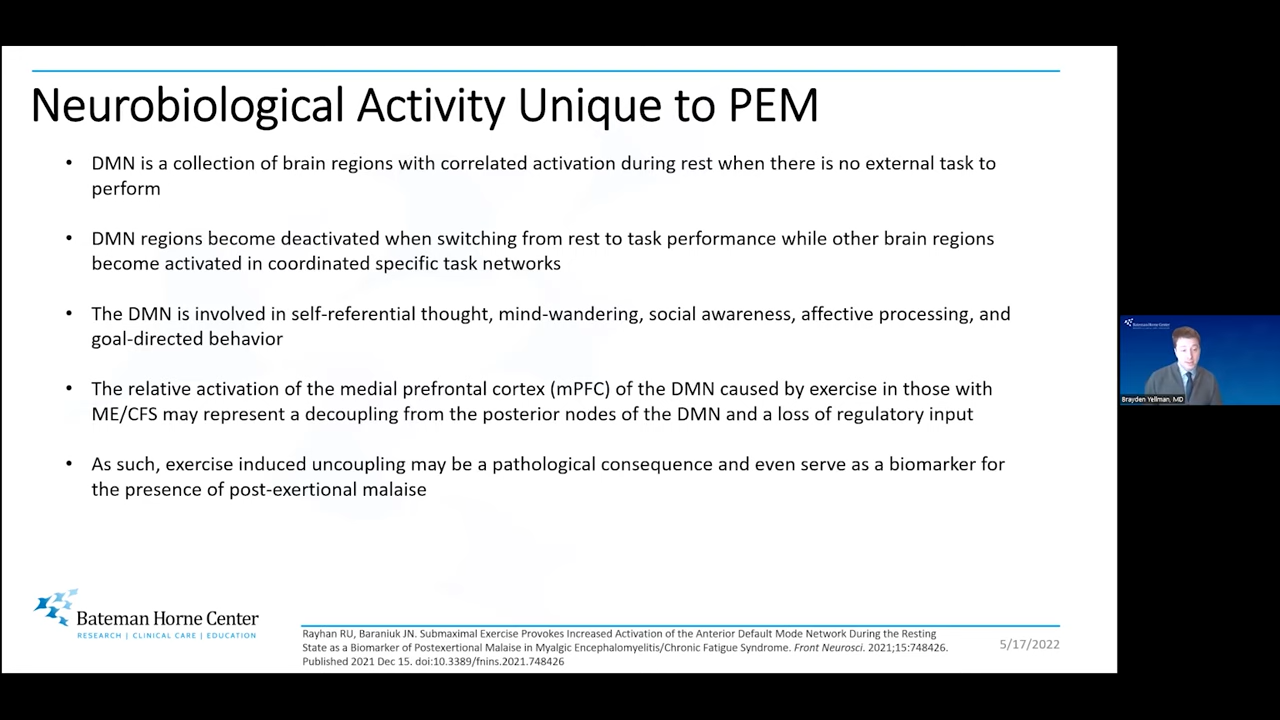 Neurobiological Activity Unique to PEM
• DMN is a collection of brain regions with correlated activation during rest when there is no external task to
perform
• DMN regions become deactivated when switching from rest to task performance while other brain regions
become activated in coordinated specific task networks
• The DMN is involved in self-referential thought, mind-wandering, social awareness, affective processing, and
goal-directed behavior
• The relative activation of the medial prefrontal cortex (mPFC) of the DMN caused by exercise in those with
ME/CFS may represent a decoupling from the posterior nodes of the DMN and a loss of regulatory input
• As such, exercise induced uncoupling may be a pathological consequence and even serve as a biomarker for
the presence of post-exertional malaise
Bateman Horne Center
RESEARCH | CLINICAL CARE | EDUCATION
Rayhan RU, Baraniuk JN. Submaximal Exercise Provokes Increased Activation of the Anterior Default Mode Network During the Resting
State as a Biomarker of Postexertional Malaise in Myalgic Encephalomyelitis/Chronic Fatigue Syndrome. Front Neurosci. 2021;15:748426.
Published 2021 Dec 15. doi:10.3389/fnins.2021.748426
5/17/2022
Bateman Horne Center
Brayden Yellman, MD